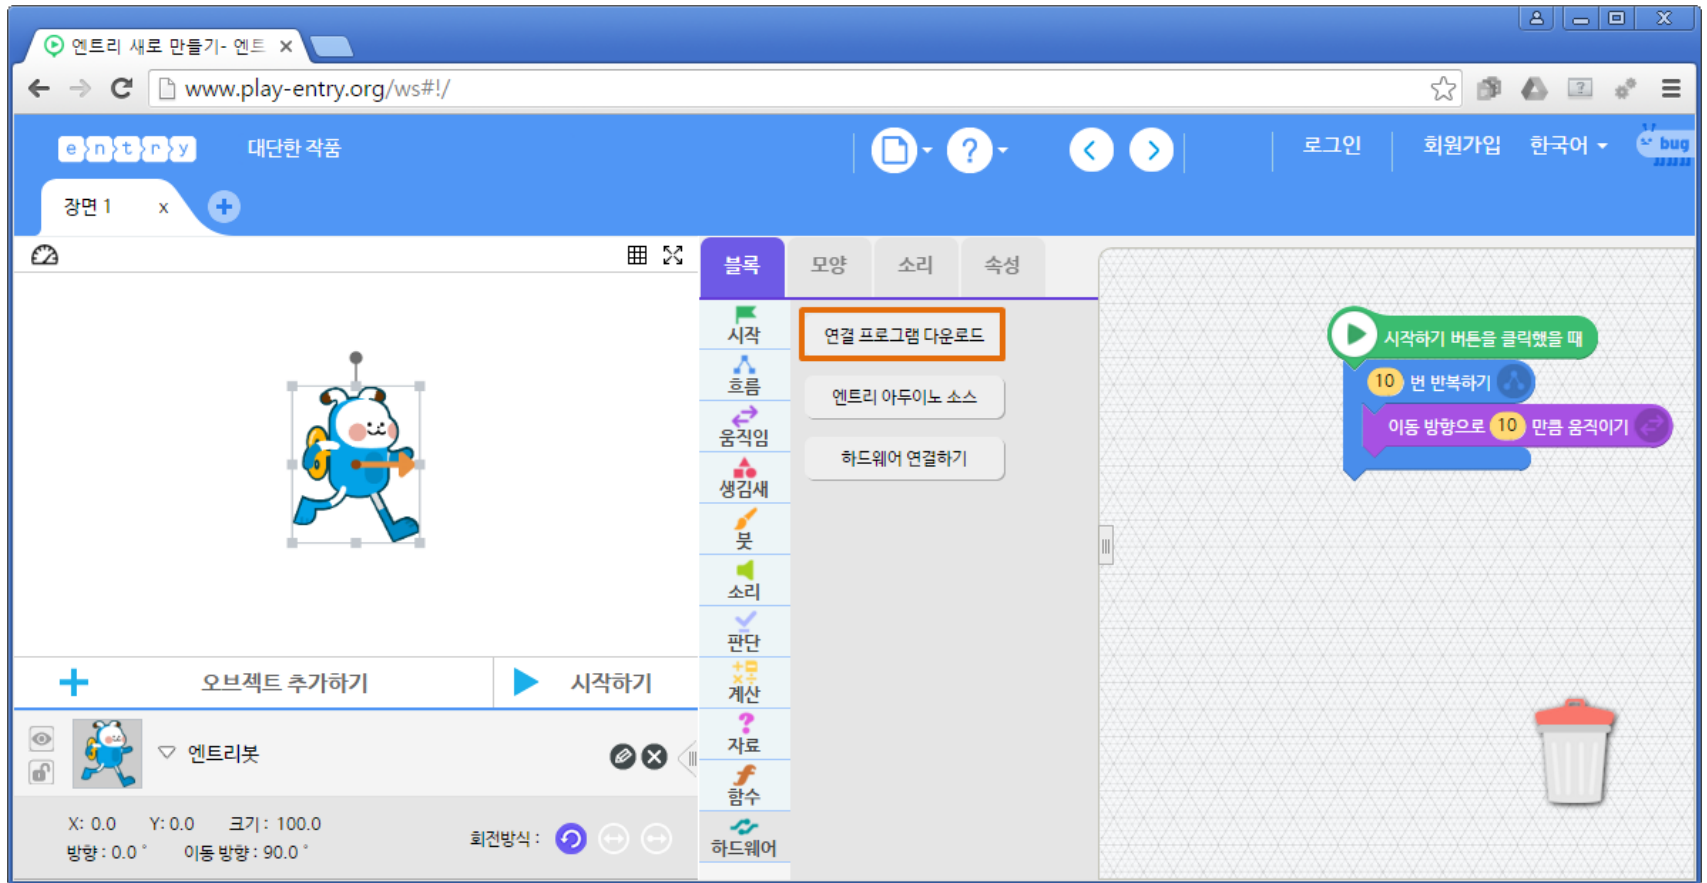 엔트리 새로 만들기- 엔트
www.play-entry.org/ws#!/
entry
대단한 작품
로그인
회원가입
한국어
bug
장면 1
x
블록
모양
소리
속성
시작
흐름
움직임
생김새
붓
소리
판단
계산
자료
함수
하드웨어
연결 프로그램 다운로드
엔트리 아두이노 소스
하드웨어 연결하기
시작하기 버튼을 클릭했을 때
10 번 반복하기
이동 방향으로 10 만큼 움직이기
오브젝트 추가하기
시작하기
엔트리봇
X: 0.0 Y: 0.0 크기 : 100.0
방향 : 0.0 ˚ 이동 방향 : 90.0 ˚
회전방식 :